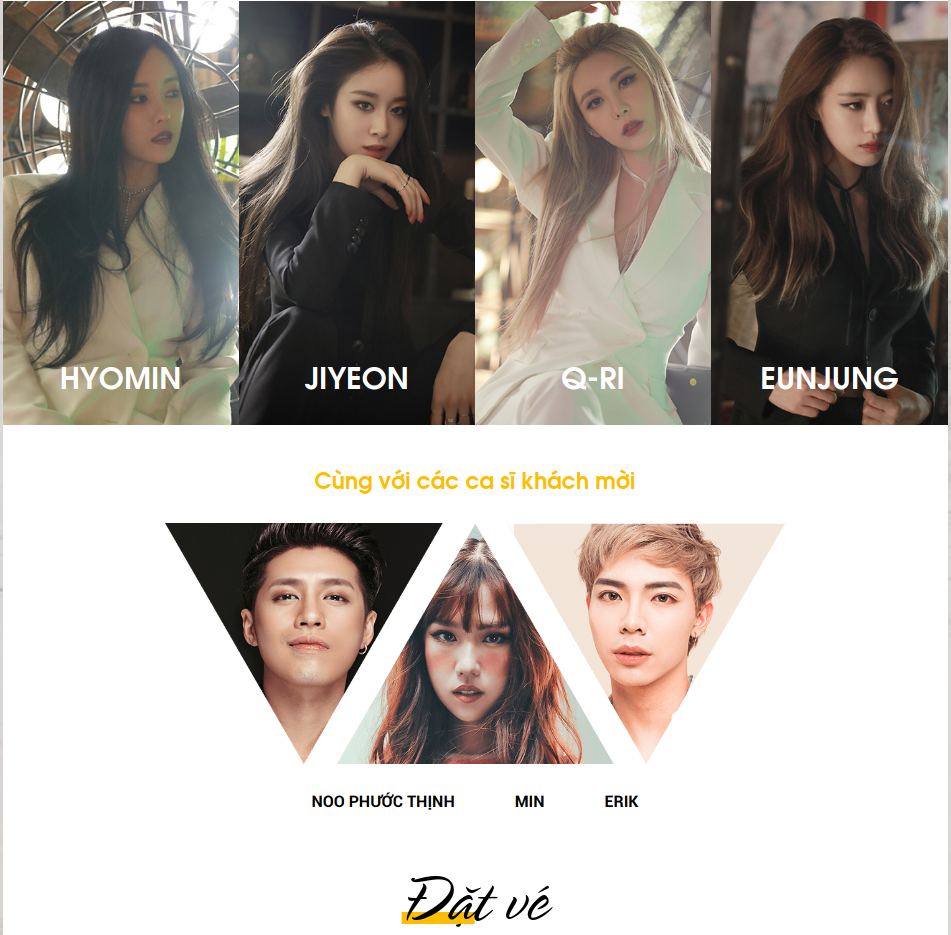 HYOMIN JIYEON Q-RI EUNJUNG
Cùng với các ca sĩ khách mời
NOO PHƯỚC THỊNH MIN ERIK
Đặt vé